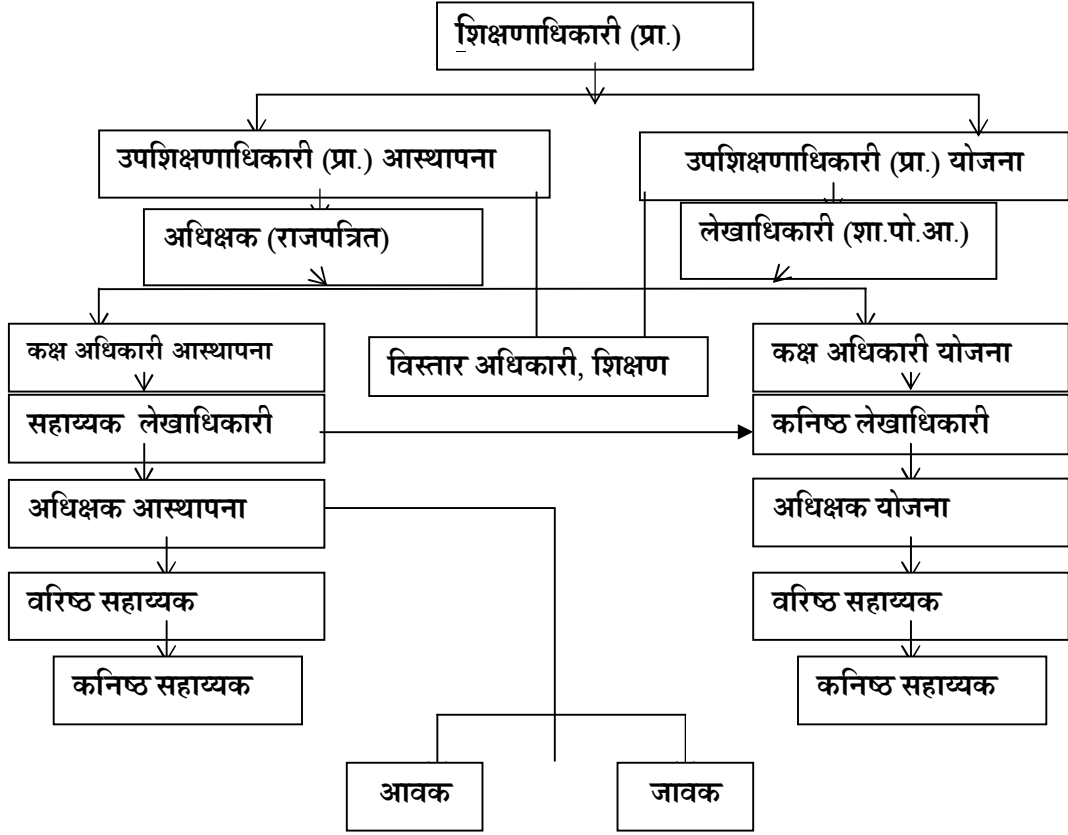 शिक्षणाधिकारी (प्रा.)
उपशिक्षणाधिकारी (प्रा.) आस्थापना
उपशिक्षणाधिकारी (प्रा.) योजना
अधिक्षक (राजपत्रित)
लेखाधिकारी (शा.पो.आ.)
कक्ष अधिकारी आस्थापना
विस्तार अधिकारी, शिक्षण
कक्ष अधिकारी योजना
सहाय्यक लेखाधिकारी
कनिष्ठ लेखाधिकारी
अधिक्षक आस्थापना
अधिक्षक योजना
वरिष्ठ सहाय्यक
वरिष्ठ सहाय्यक
कनिष्ठ सहाय्यक
कनिष्ठ सहाय्यक
आवक
जावक